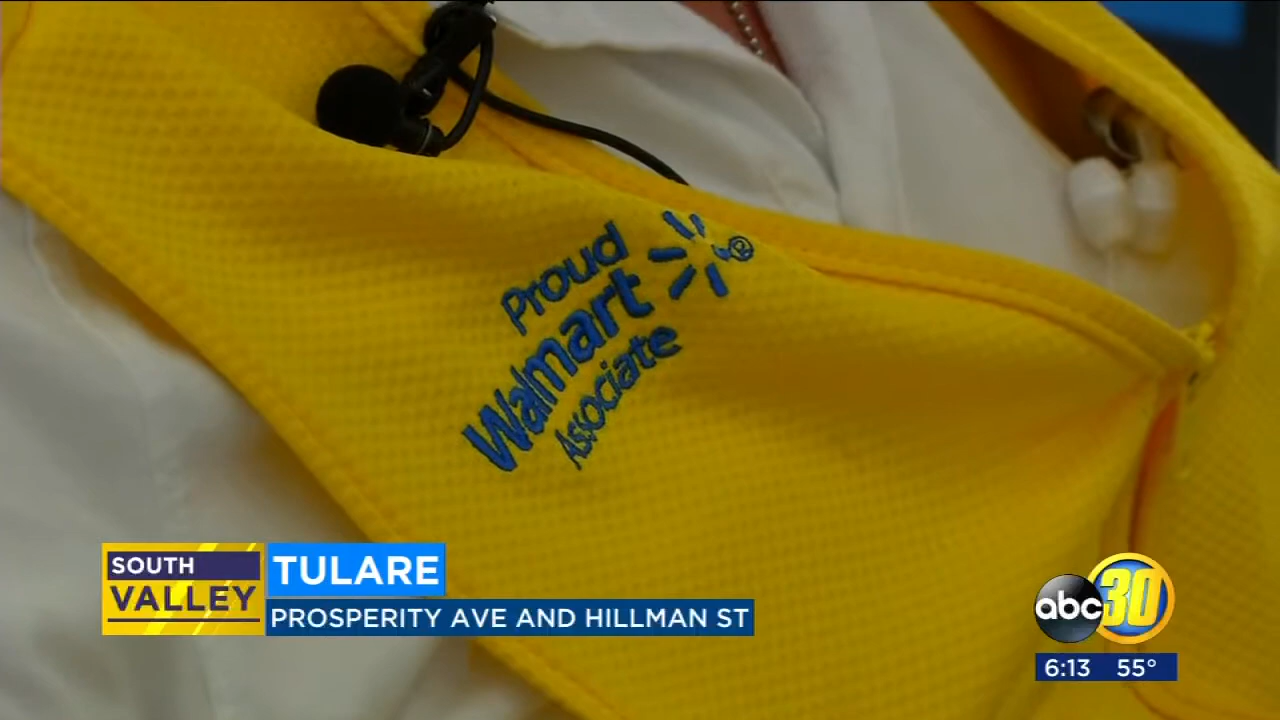 Proud
Walmart ®
Associate
SOUTH
VALLEY
TULARE
PROSPERITY AVE AND HILLMAN ST
abc 30
6:13 55°